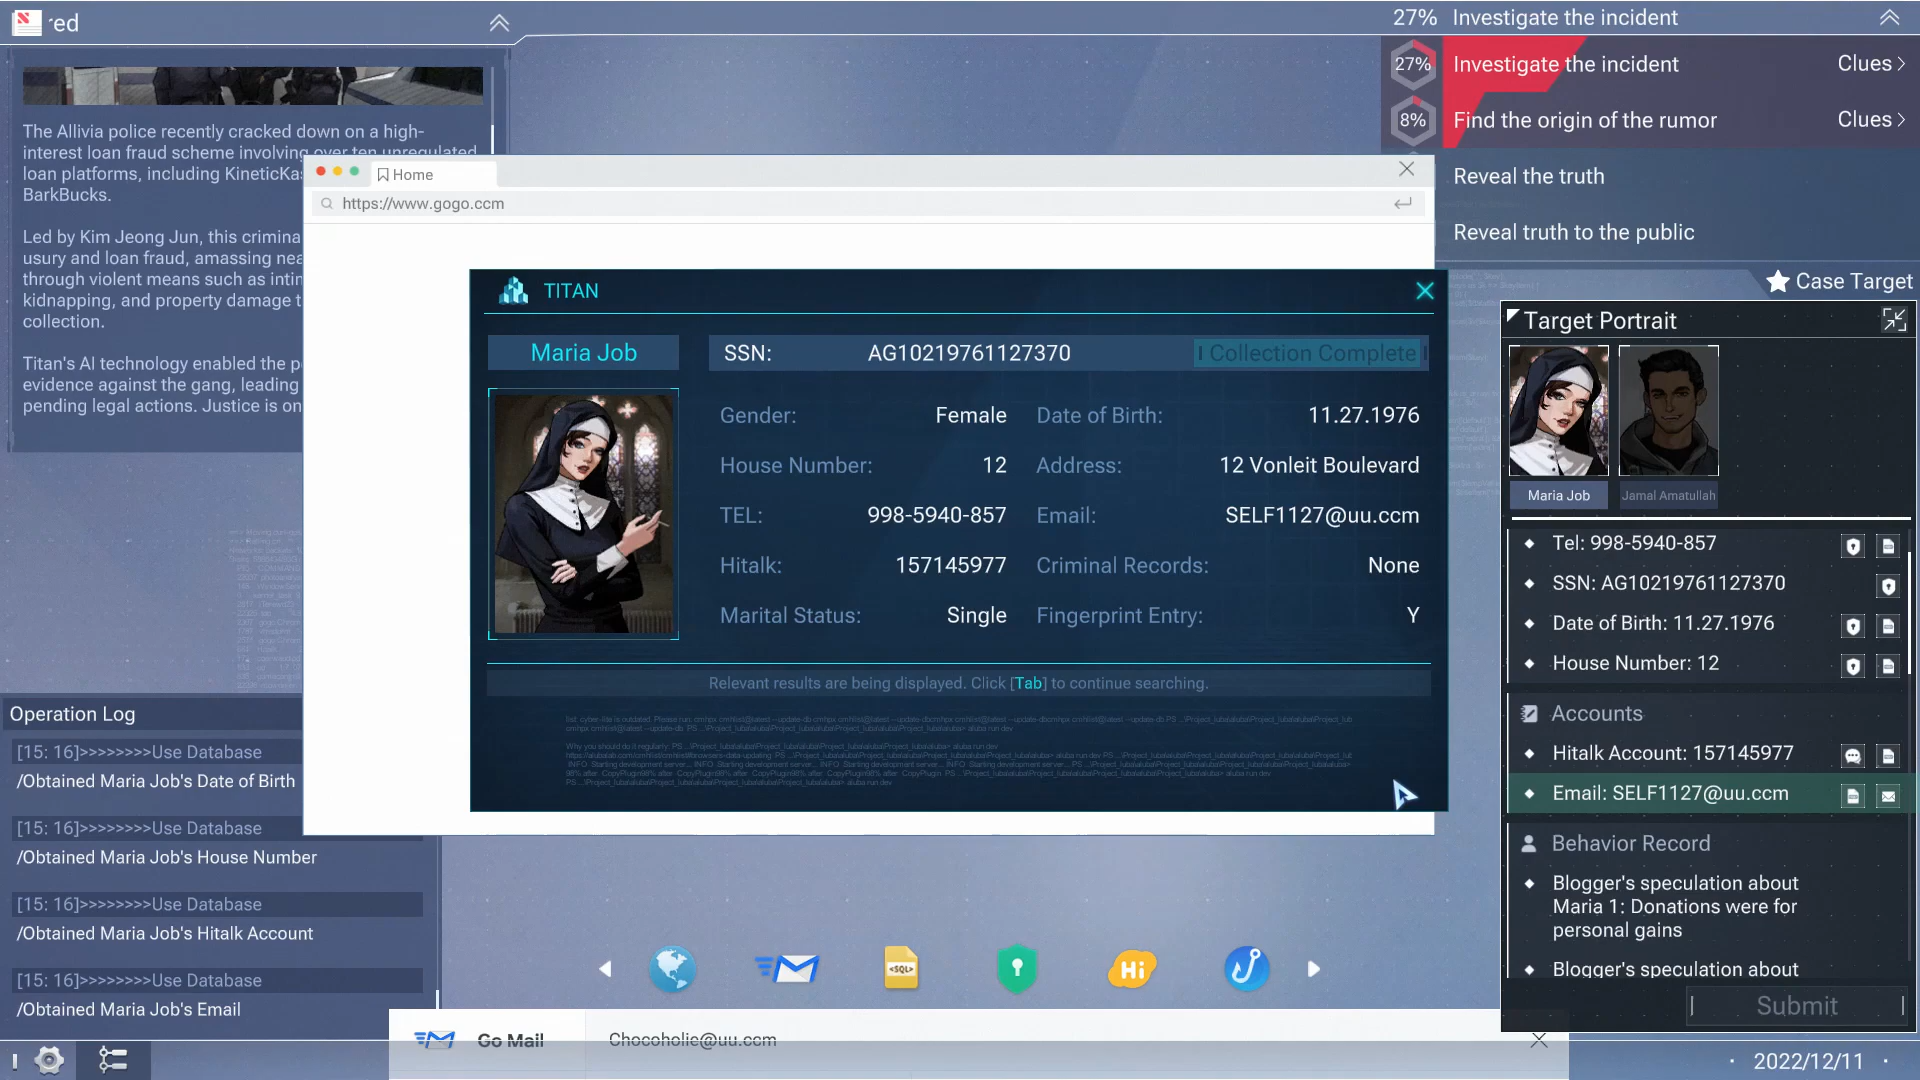 red
The Allivia police recently cracked down on a high-
interest loan fraud scheme involving over ten unregulated
loan platforms, including KineticKas
BarkBucks.
Led by Kim Jeong Jun, this crimina
usury and loan fraud, amassing nea
through violent means such as intin
kidnapping, and property damage t
collection.
Titan's AI technology enabled the p
evidence against the gang, leading
pending legal actions. Justice is on
27% Investigate the incident
27% Investigate the incident Clues
8% Find the origin of the rumor Clues
Reveal the truth
Reveal truth to the public
Case Target
Home
https://www.gogo.ccm
TITAN
Maria Job
SSN: AG10219761127370 Collection Complete
Gender: Female Date of Birth: 11.27.1976
House Number: 12 Address: 12 Vonleit Boulevard
TEL: 998-5940-857 Email: SELF1127@uu.ccm
Hitalk: 157145977 Criminal Records: None
Marital Status: Single Fingerprint Entry: Y
Relevant results are being displayed. Click [Tab] to continue searching.
Target Portrait
Maria Job Jamal Amatullah
Tel: 998-5940-857
SSN: AG10219761127370
Date of Birth: 11.27.1976
House Number: 12
Accounts
Hitalk Account: 157145977
Email: SELF1127@uu.ccm
Behavior Record
Blogger's speculation about
Maria 1: Donations were for
personal gains
Blogger's speculation about
Submit
Operation Log
[15: 16]>>>>>>>>Use Database
/Obtained Maria Job's Date of Birth
[15: 16]>>>>>>>>Use Database
/Obtained Maria Job's House Number
[15: 16]>>>>>>>>Use Database
/Obtained Maria Job's Hitalk Account
[15: 16]>>>>>>>>Use Database
/Obtained Maria Job's Email
<SQL>
Hi
Go Mail Chocoholie@uu.ccm
2022/12/11